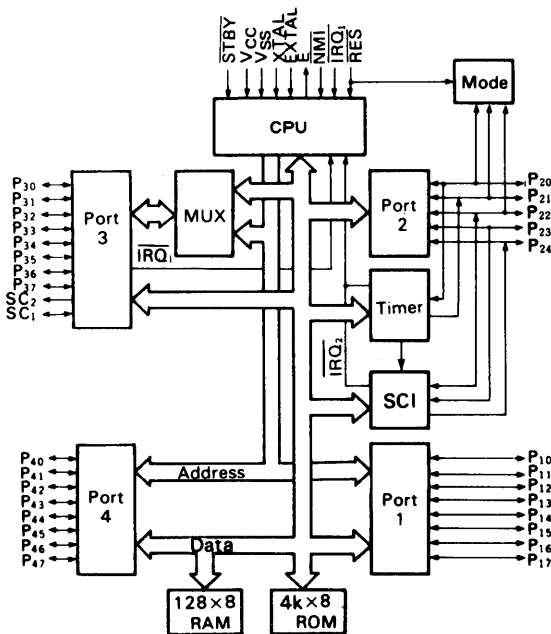 STBY
VCC
VSS
XTAL
EXTAL
E
NMI
IRQ1
RES
Mode
CPU
P30
P31
P32
P33
P34
P35
P36
P37
SC2
SC1
Port
3
MUX
IRQ1
Port
2
P20
P21
P22
P23
P24
Timer
IRQ2
SCI
P40
P41
P42
P43
P44
P45
P46
P47
Port
4
Address
Data
Port
1
P10
P11
P12
P13
P14
P15
P16
P17
128×8
RAM
4k×8
ROM